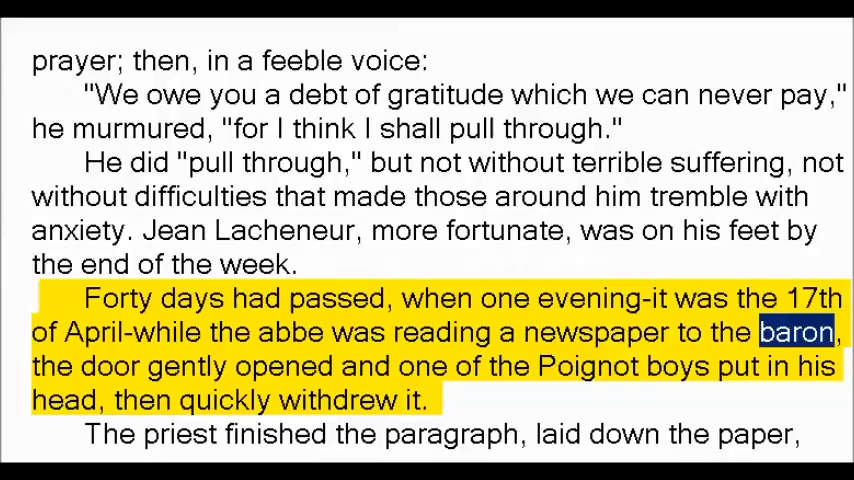 prayer; then, in a feeble voice:
"We owe you a debt of gratitude which we can never pay,"
he murmured, "for I think I shall pull through."
He did "pull through," but not without terrible suffering, not
without difficulties that made those around him tremble with
anxiety. Jean Lacheneur, more fortunate, was on his feet by
the end of the week.
Forty days had passed, when one evening-it was the 17th
of April-while the abbe was reading a newspaper to the baron,
the door gently opened and one of the Poignot boys put in his
head, then quickly withdrew it.
The priest finished the paragraph, laid down the paper,